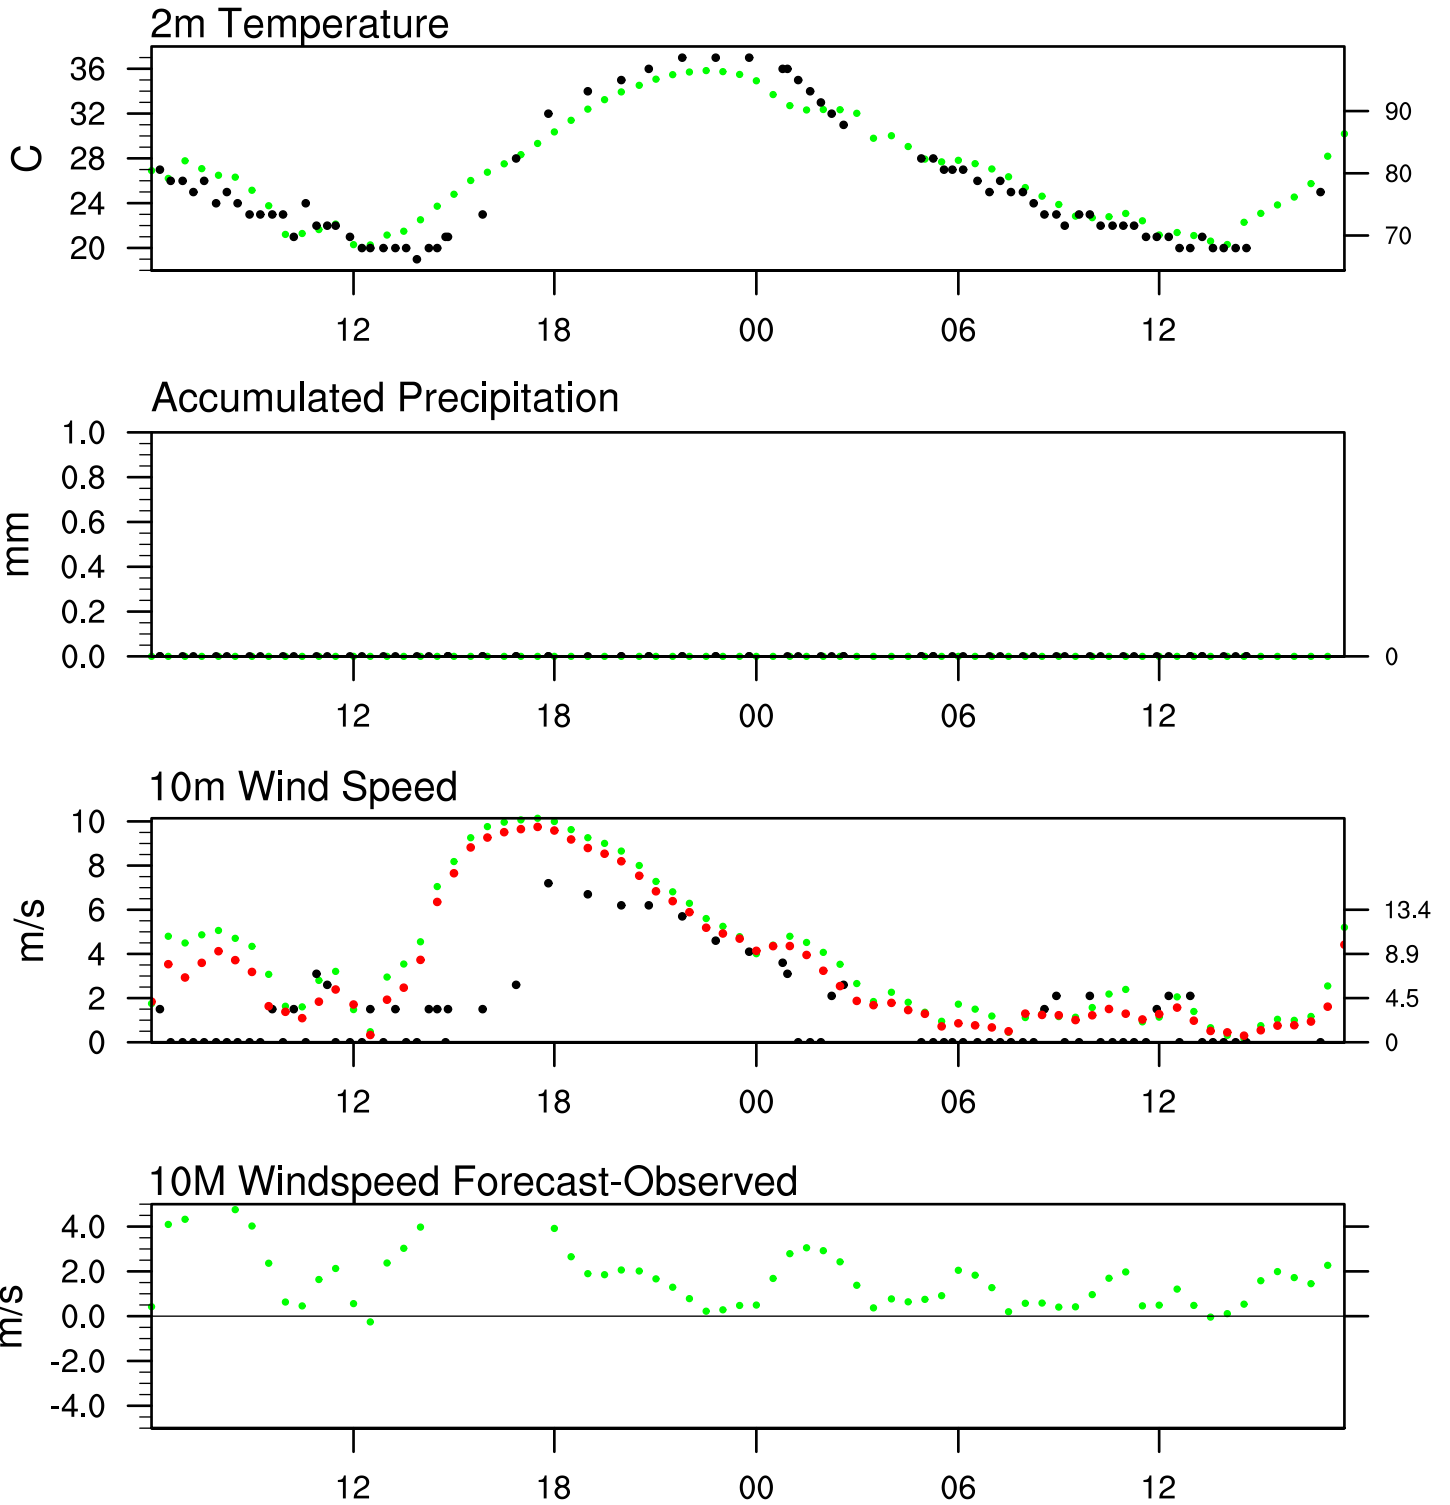 2m Temperature
C
36
32
28
24
20
90
80
70
12 18 00 06 12
Accumulated Precipitation
mm
1.0
0.8
0.6
0.4
0.2
0.0
0
12 18 00 06 12
10m Wind Speed
m/s
10
8
6
4
2
0
13.4
8.9
4.5
0
12 18 00 06 12
10M Windspeed Forecast-Observed
m/s
4.0
2.0
0.0
-2.0
-4.0
12 18 00 06 12